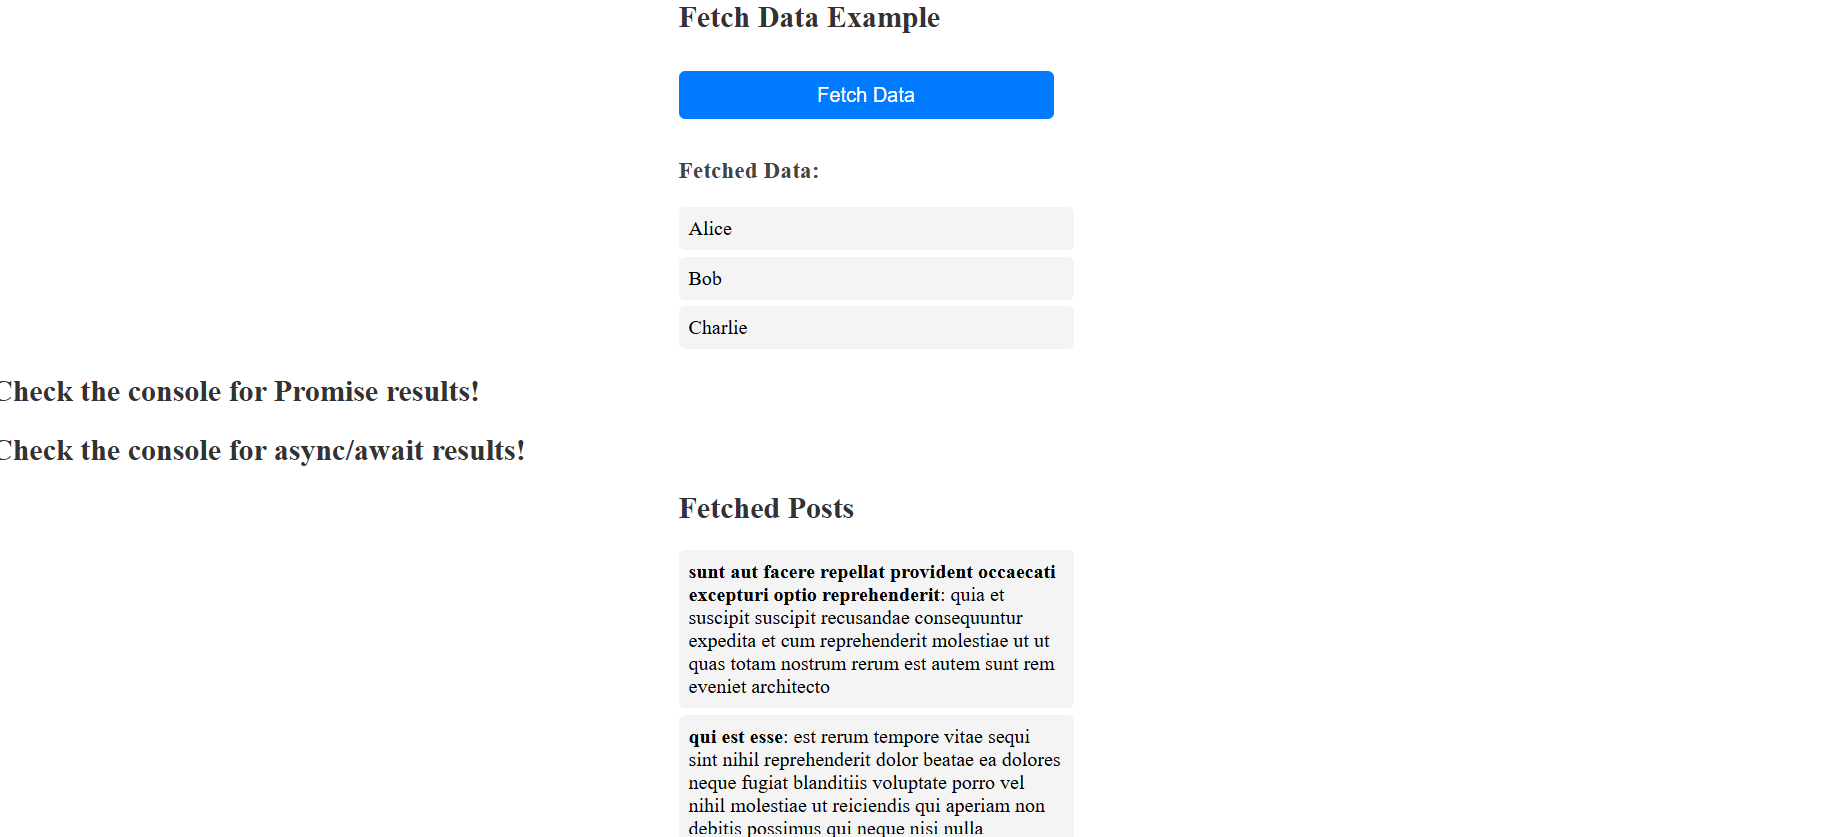 Fetch Data Example
Fetch Data
Fetched Data:
Alice
Bob
Charlie
Check the console for Promise results!
Check the console for async/await results!
Fetched Posts
sunt aut facere repellat provident occaecati
excepturi optio reprehenderit: quia et
suscipit suscipit recusandae consequuntur
expedita et cum reprehenderit molestiae ut ut
quas totam nostrum rerum est autem sunt rem
eveniet architecto
qui est esse: est rerum tempore vitae sequi
sint nihil reprehenderit dolor beatae ea dolores
neque fugiat blanditiis voluptate porro vel
nihil molestiae ut reiciendis qui aperiam non
debitis possimus qui neque nisi nulla